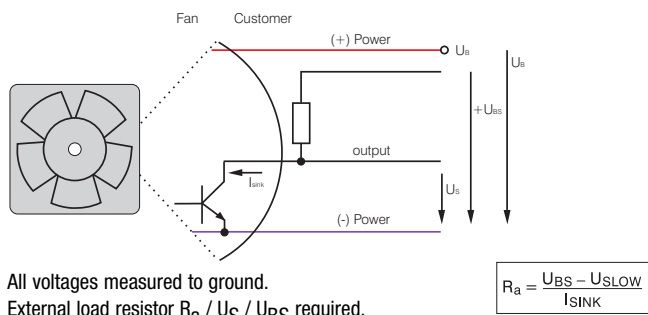 Fan Customer
(+) Power
UB
UB
+UBS
output
Isink
US
(-) Power
All voltages measured to ground.
External load resistor Ra / US / UBS required.
Ra = UBS – USLOW
ISINK